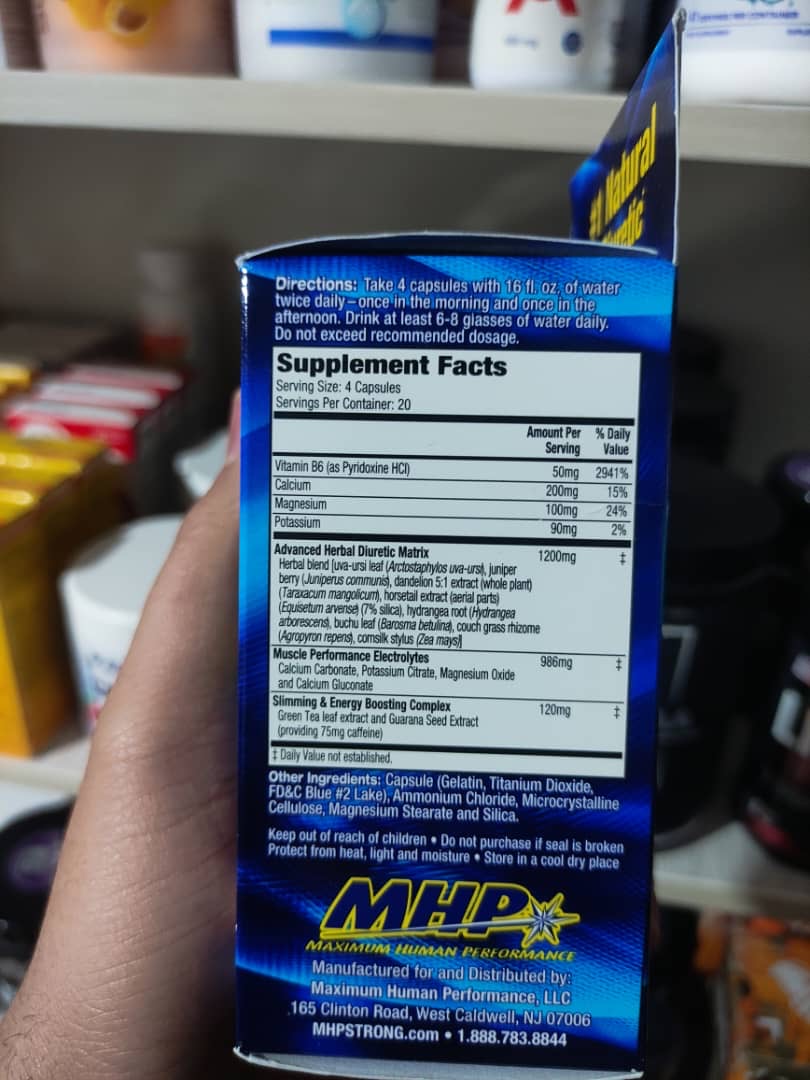 #1 Natural
Directions: Take 4 capsules with 16 fl. oz. of water
twice daily – once in the morning and once in the
afternoon. Drink at least 6-8 glasses of water daily.
Do not exceed recommended dosage.
Supplement Facts
Serving Size: 4 Capsules
Servings Per Container: 20
Amount Per Serving % Daily Value
Vitamin B6 (as Pyridoxine HCl) 50mg 2941%
Calcium 200mg 15%
Magnesium 100mg 24%
Potassium 90mg 2%
Advanced Herbal Diuretic Matrix 1200mg ‡
Herbal blend [uva-ursi leaf (Arctostaphylos uva-ursi), juniper
berry (Juniperus communis), dandelion 5:1 extract (whole plant)
(Taraxacum mangolicum), horsetail extract (aerial parts)
(Equisetum arvense) (7% silica), hydrangea root (Hydrangea
arborescens), buchu leaf (Barosma betulina), couch grass rhizome
(Agropyron repens), cornsilk stylus (Zea mays)]
Muscle Performance Electrolytes 986mg ‡
Calcium Carbonate, Potassium Citrate, Magnesium Oxide
and Calcium Gluconate
Slimming & Energy Boosting Complex 120mg ‡
Green Tea leaf extract and Guarana Seed Extract
(providing 75mg caffeine)
‡ Daily Value not established.
Other Ingredients: Capsule (Gelatin, Titanium Dioxide,
FD&C Blue #2 Lake), Ammonium Chloride, Microcrystalline
Cellulose, Magnesium Stearate and Silica.
Keep out of reach of children • Do not purchase if seal is broken
Protect from heat, light and moisture • Store in a cool dry place
MHP
MAXIMUM HUMAN PERFORMANCE
Manufactured for and Distributed by:
Maximum Human Performance, LLC
165 Clinton Road, West Caldwell, NJ 07006
MHPSTRONG.com • 1.888.783.8844